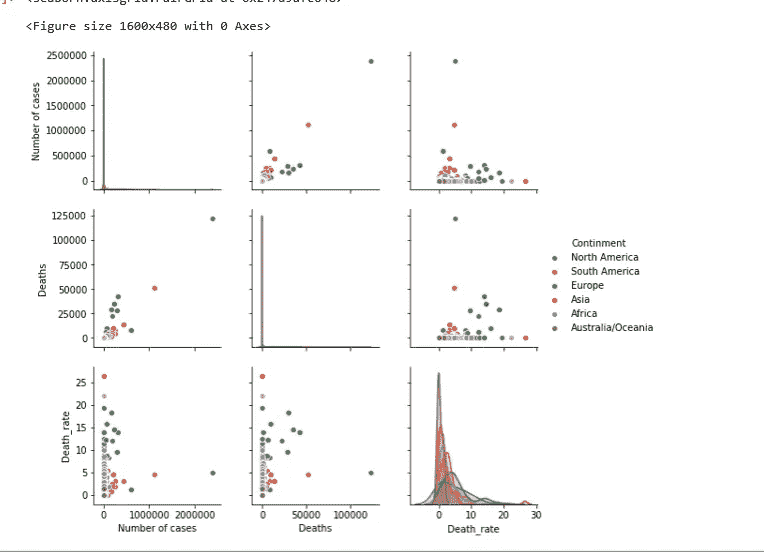 <Figure size 1600x480 with 0 Axes>
2500000
2000000
1500000
1000000
500000
0
Number of cases
125000
100000
75000
50000
25000
0
Deaths
Continment
North America
South America
Europe
Asia
Africa
Australia/Oceania
25
20
15
10
5
0
Death_rate
0 1000000 2000000
Number of cases
0 50000 100000
Deaths
0 10 20 30
Death_rate